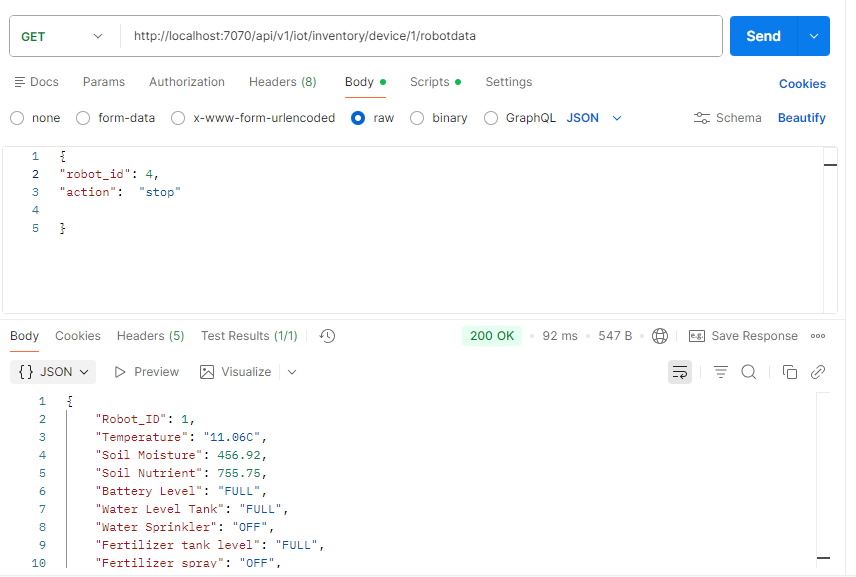 GET http://localhost:7070/api/v1/iot/inventory/device/1/robotdata Send
Docs Params Authorization Headers (8) Body Scripts Settings Cookies
none form-data x-www-form-urlencoded raw binary GraphQL JSON Schema Beautify
1 {
2 "robot_id": 4,
3 "action":  "stop"
4
5 }
Body Cookies Headers (5) Test Results (1/1) 200 OK 92 ms 547 B e.g. Save Response
{} JSON Preview Visualize
1 {
2 "Robot_ID": 1,
3 "Temperature": "11.06C",
4 "Soil Moisture": 456.92,
5 "Soil Nutrient": 755.75,
6 "Battery Level": "FULL",
7 "Water Level Tank": "FULL",
8 "Water Sprinkler": "OFF",
9 "Fertilizer tank level": "FULL",
10 "Fertilizer spray": "OFF",